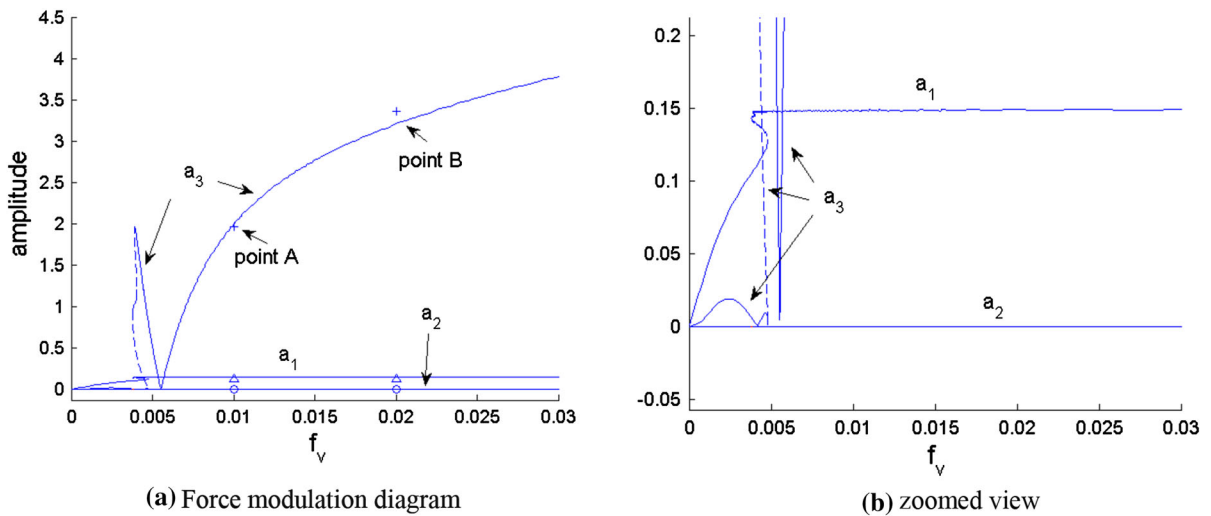 4.5
4
3.5
3
2.5
2
1.5
1
0.5
0
amplitude
a3
point B
point A
a2
a1
0 0.005 0.01 0.015 0.02 0.025 0.03
fv
(a) Force modulation diagram
0.2
0.15
0.1
0.05
0
-0.05
a1
a3
a2
0 0.005 0.01 0.015 0.02 0.025 0.03
fv
(b) zoomed view